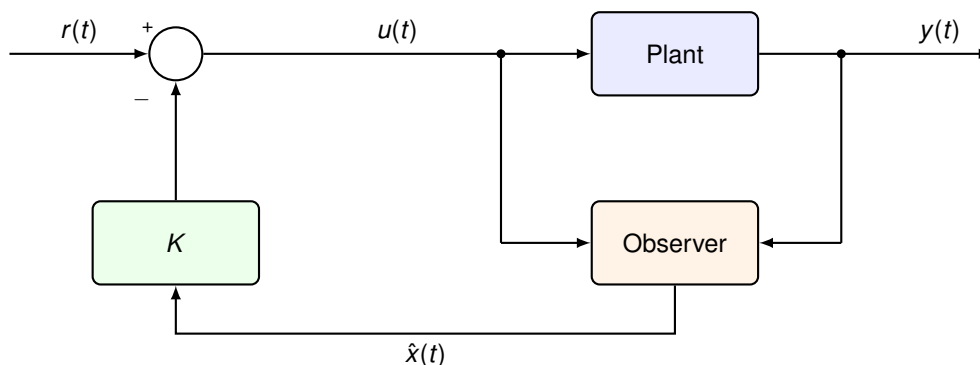 r(t)
+
u(t)
Plant
y(t)
−
K
Observer
x̂(t)